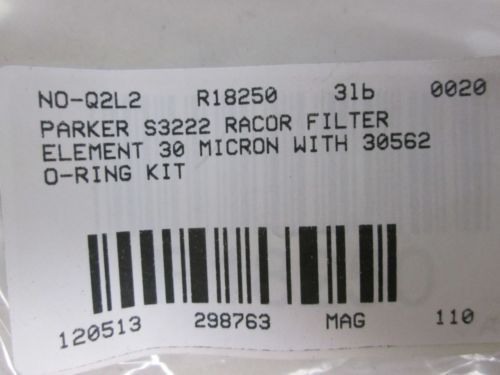 NO-Q2L2 R18250 3lb 0020
PARKER S3222 RACOR FILTER
ELEMENT 30 MICRON WITH 30562
O-RING KIT
120513 298763 MAG 110